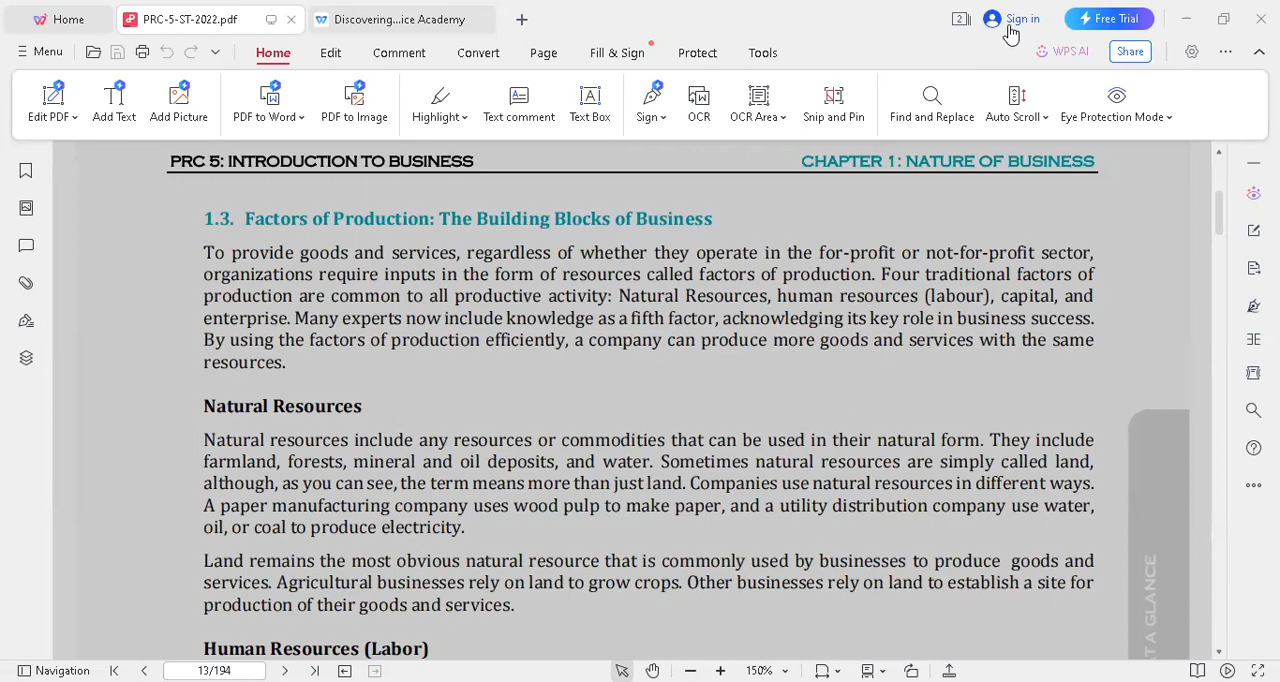 Home
PRC-5-ST-2022.pdf
Discovering...ice Academy
2
Sign in
Free Trial
Menu
Home
Edit
Comment
Convert
Page
Fill & Sign
Protect
Tools
WPS AI
Share
Edit PDF
Add Text
Add Picture
PDF to Word
PDF to Image
Highlight
Text comment
Text Box
Sign
OCR
OCR Area
Snip and Pin
Find and Replace
Auto Scroll
Eye Protection Mode
PRC 5: INTRODUCTION TO BUSINESS
CHAPTER 1: NATURE OF BUSINESS
1.3. Factors of Production: The Building Blocks of Business
To provide goods and services, regardless of whether they operate in the for-profit or not-for-profit sector,
organizations require inputs in the form of resources called factors of production. Four traditional factors of
production are common to all productive activity: Natural Resources, human resources (labour), capital, and
enterprise. Many experts now include knowledge as a fifth factor, acknowledging its key role in business success.
By using the factors of production efficiently, a company can produce more goods and services with the same
resources.
Natural Resources
Natural resources include any resources or commodities that can be used in their natural form. They include
farmland, forests, mineral and oil deposits, and water. Sometimes natural resources are simply called land,
although, as you can see, the term means more than just land. Companies use natural resources in different ways.
A paper manufacturing company uses wood pulp to make paper, and a utility distribution company use water,
oil, or coal to produce electricity.
Land remains the most obvious natural resource that is commonly used by businesses to produce goods and
services. Agricultural businesses rely on land to grow crops. Other businesses rely on land to establish a site for
production of their goods and services.
Human Resources (Labor)
AT A GLANCE
Navigation
13/194
150%